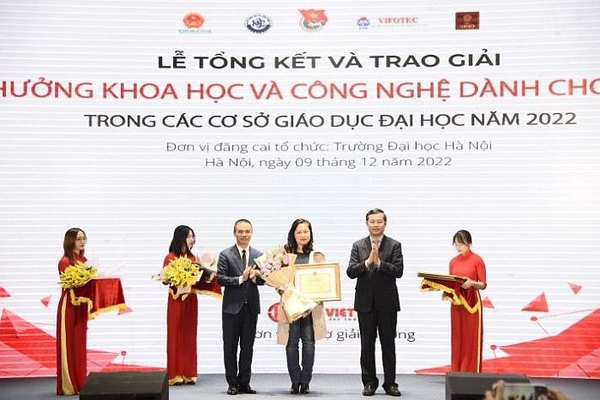 VIFOTEC
LỄ TỔNG KẾT VÀ TRAO GIẢI
HƯỞNG KHOA HỌC VÀ CÔNG NGHỆ DÀNH CHO
TRONG CÁC CƠ SỞ GIÁO DỤC ĐẠI HỌC NĂM 2022
Đơn vị đăng cai tổ chức: Trường Đại học Hà Nội
Hà Nội, ngày 09 tháng 12 năm 2022
VIET